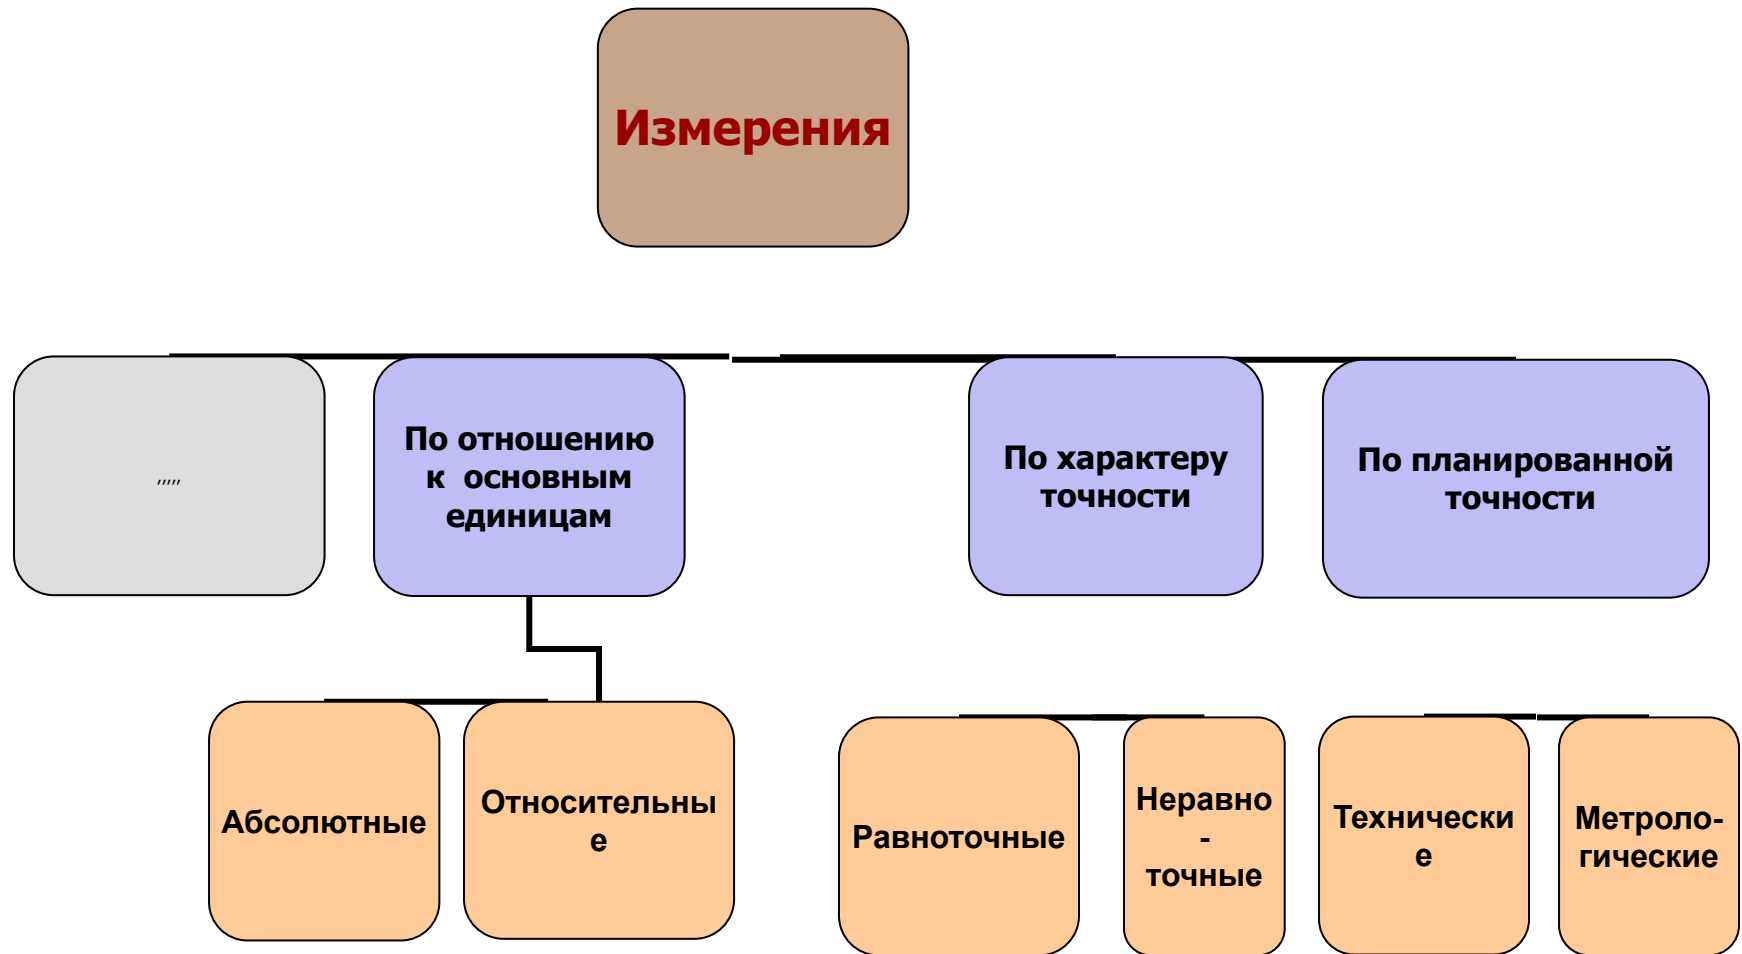 Измерения
,,,,,
По отношению
к основным
единицам
По характеру
точности
По планированной
точности
Абсолютные
Относительны
е
Равноточные
Неравно
-
точные
Технически
е
Метроло-
гические